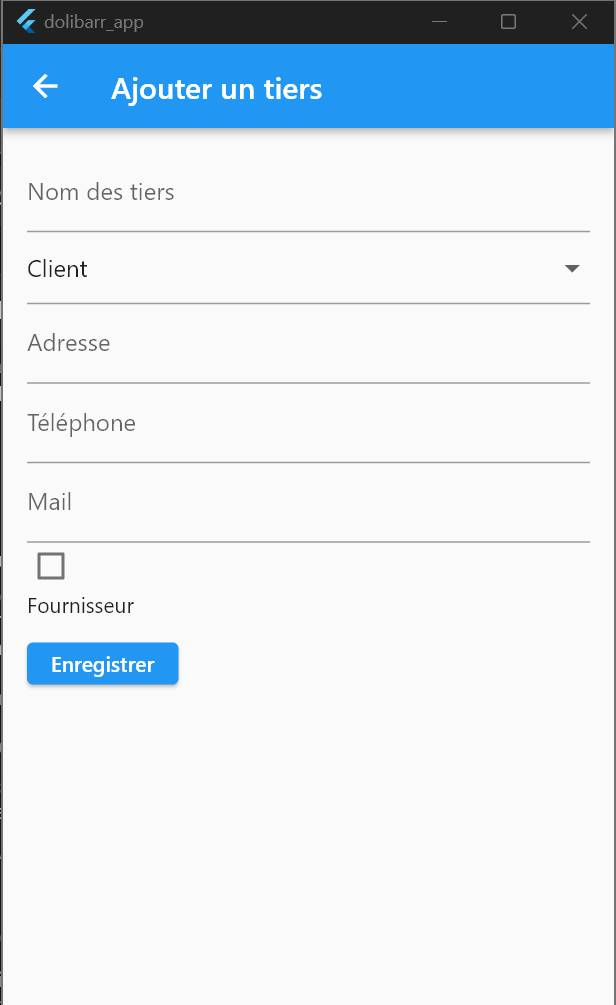 dolibarr_app
Ajouter un tiers
Nom des tiers
Client
Adresse
Téléphone
Mail
Fournisseur
Enregistrer